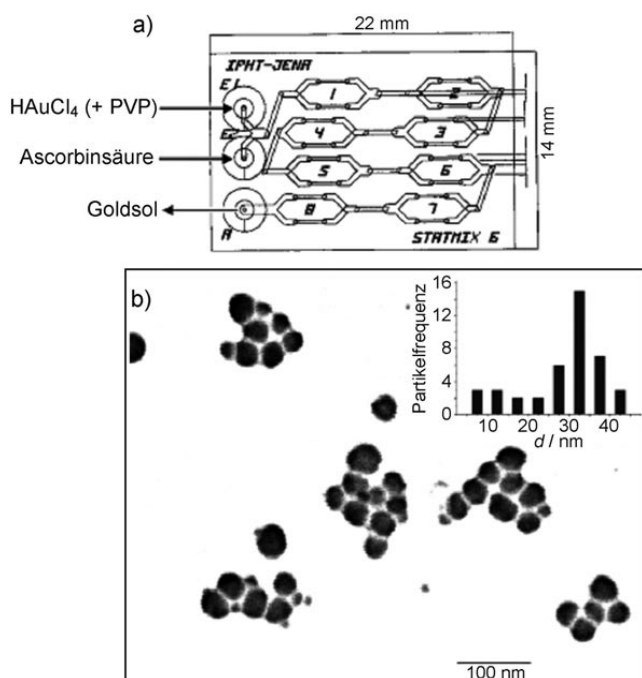 a)
22 mm
IPHT-JENA
E1
HAuCl₄ (+ PVP)
E2
1
2
4
3
Ascorbinsäure
5
6
14 mm
Goldsol
8
7
A
STATMIX 6
b)
Partikelfrequenz
16
12
8
4
0
10 20 30 40
d / nm
100 nm